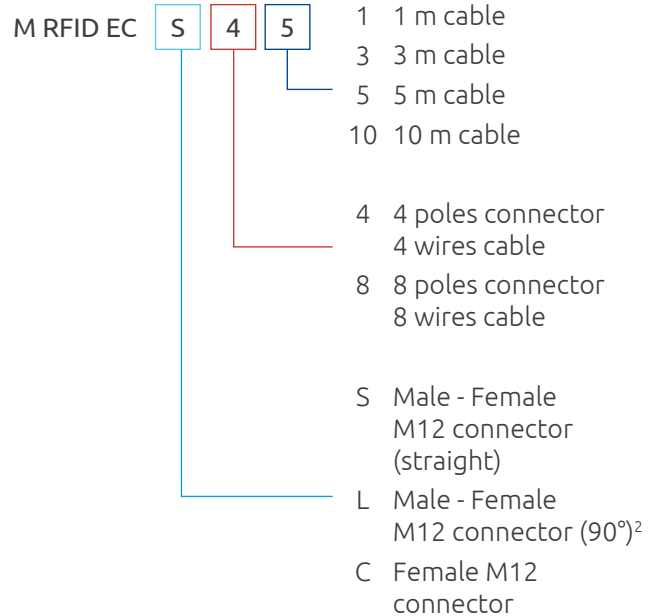 M RFID EC S 4 5
1 1 m cable
3 3 m cable
5 5 m cable
10 10 m cable
4 4 poles connector
4 wires cable
8 8 poles connector
8 wires cable
S Male - Female
M12 connector
(straight)
L Male - Female
M12 connector (90°)²
C Female M12
connector